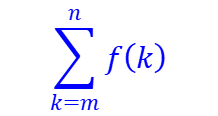 n
∑ f(k)
k=m